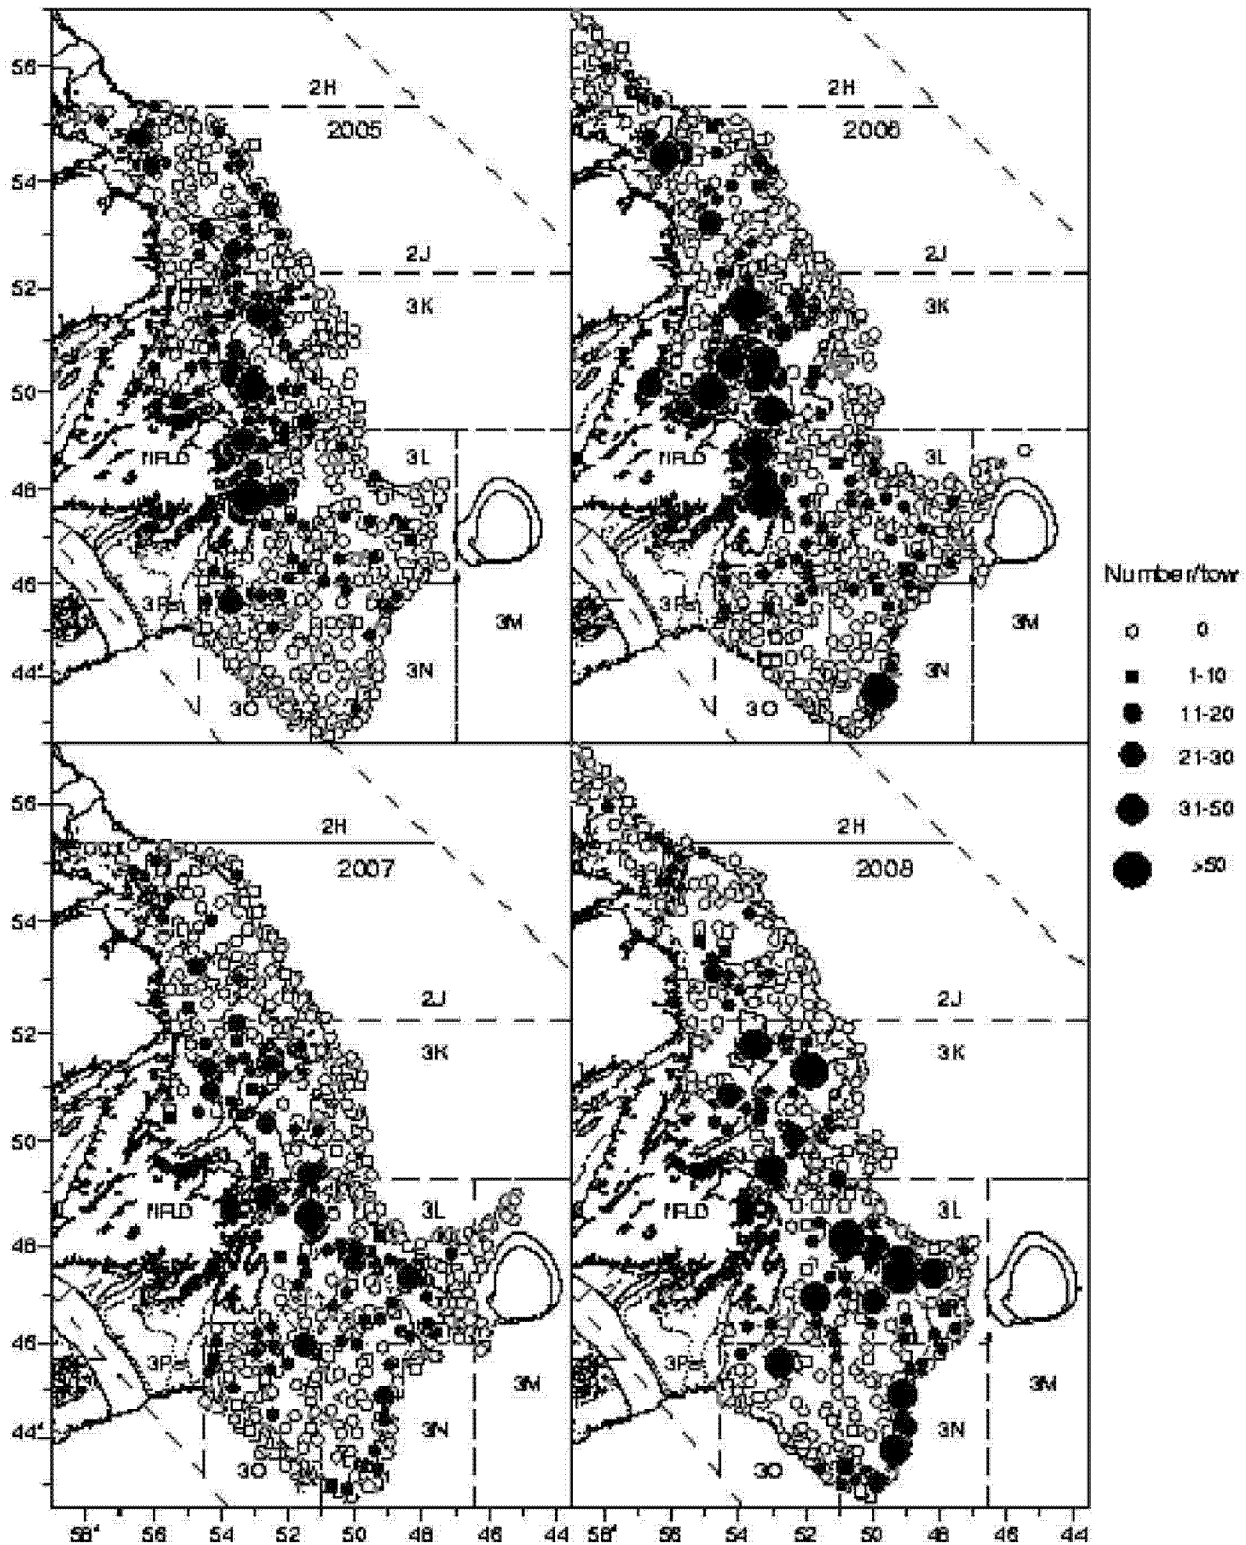 2H
2005
2J
3K
3L
NFLD
3Ps
3M
3N
3O
56
54
52
50
48
46
44°
2H
2006
2J
3K
3L
NFLD
3Ps
3M
3N
3O
Number/tow
0
1-10
11-20
21-30
31-50
>50
2H
2007
2J
3K
3L
NFLD
3Ps
3M
3N
3O
56
54
52
50
48
46
44°
2H
2008
2J
3K
3L
NFLD
3Ps
3M
3N
3O
58° 56 54 52 50 48 46 44
58° 56 54 52 50 48 46 44